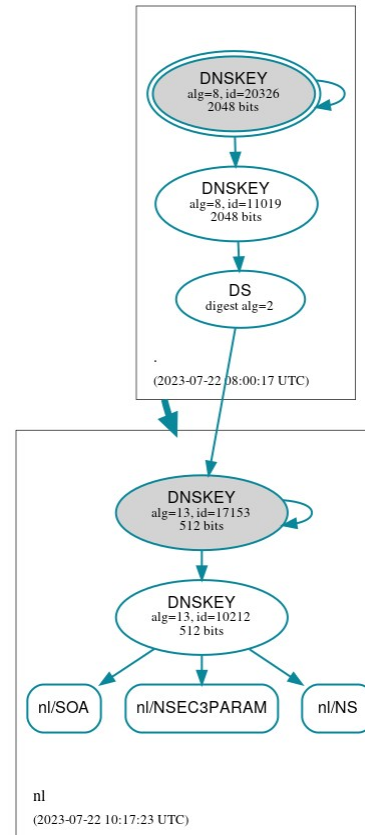 DNSKEY
alg=8, id=20326
2048 bits
DNSKEY
alg=8, id=11019
2048 bits
DS
digest alg=2
.
(2023-07-22 08:00:17 UTC)
DNSKEY
alg=13, id=17153
512 bits
DNSKEY
alg=13, id=10212
512 bits
nl/SOA
nl/NSEC3PARAM
nl/NS
nl
(2023-07-22 10:17:23 UTC)